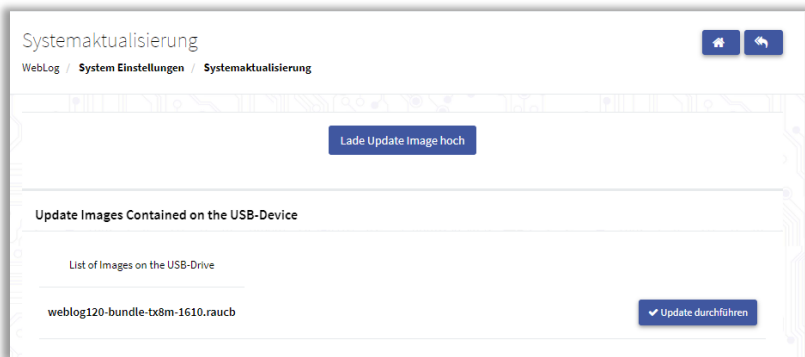 Systemaktualisierung
WebLog / System Einstellungen / Systemaktualisierung
Lade Update Image hoch
Update Images Contained on the USB-Device
List of Images on the USB-Drive
weblog120-bundle-tx8m-1610.raucb
Update durchführen